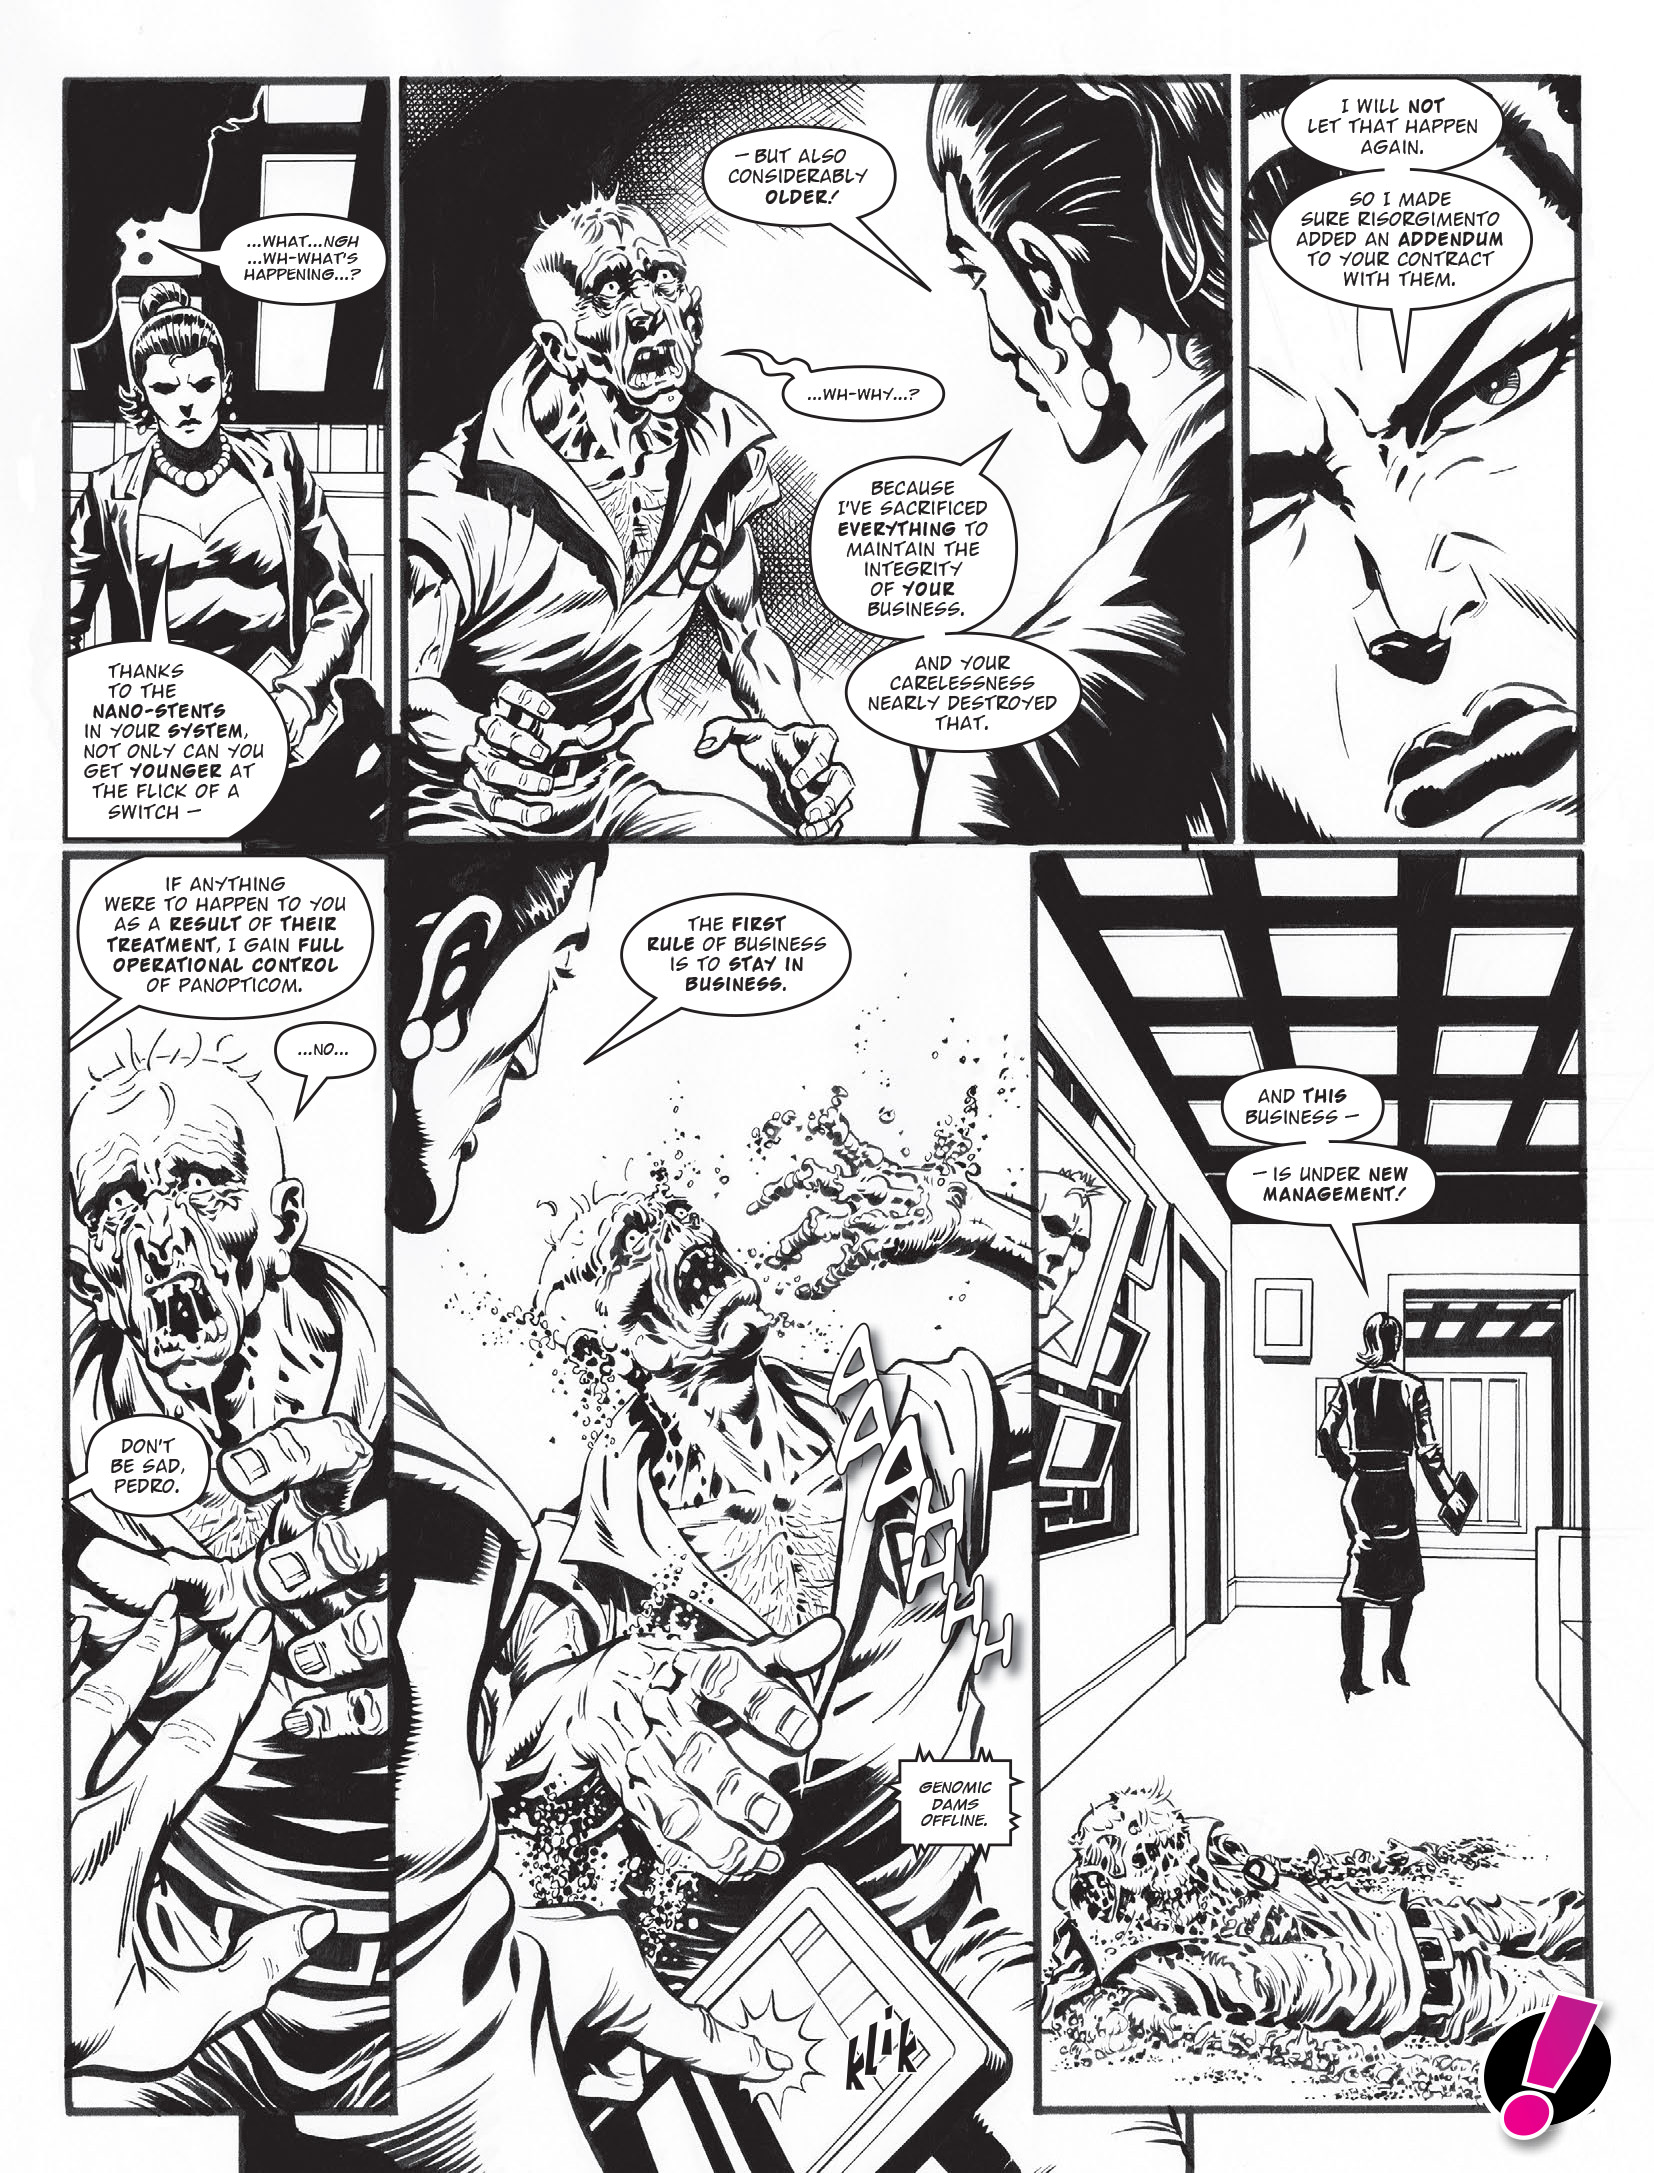 ...WHAT...NGH
...WH-WHAT'S
HAPPENING...?
THANKS
TO THE
NANO-STENTS
IN YOUR SYSTEM,
NOT ONLY CAN YOU
GET YOUNGER AT
THE FLICK OF A
SWITCH –
– BUT ALSO
CONSIDERABLY
OLDER!
...WH-WHY...?
BECAUSE
I'VE SACRIFICED
EVERYTHING TO
MAINTAIN THE
INTEGRITY
OF YOUR
BUSINESS.
AND YOUR
CARELESSNESS
NEARLY DESTROYED
THAT.
I WILL NOT
LET THAT HAPPEN
AGAIN.
SO I MADE
SURE RISORGIMENTO
ADDED AN ADDENDUM
TO YOUR CONTRACT
WITH THEM.
IF ANYTHING
WERE TO HAPPEN TO YOU
AS A RESULT OF THEIR
TREATMENT, I GAIN FULL
OPERATIONAL CONTROL
OF PANOPTICOM.
...NO...
DON'T
BE SAD,
PEDRO.
THE FIRST
RULE OF BUSINESS
IS TO STAY IN
BUSINESS.
AAAAHHHHH
GENOMIC
DAMS
OFFLINE.
KLIK
AND THIS
BUSINESS –
– IS UNDER NEW
MANAGEMENT!
!